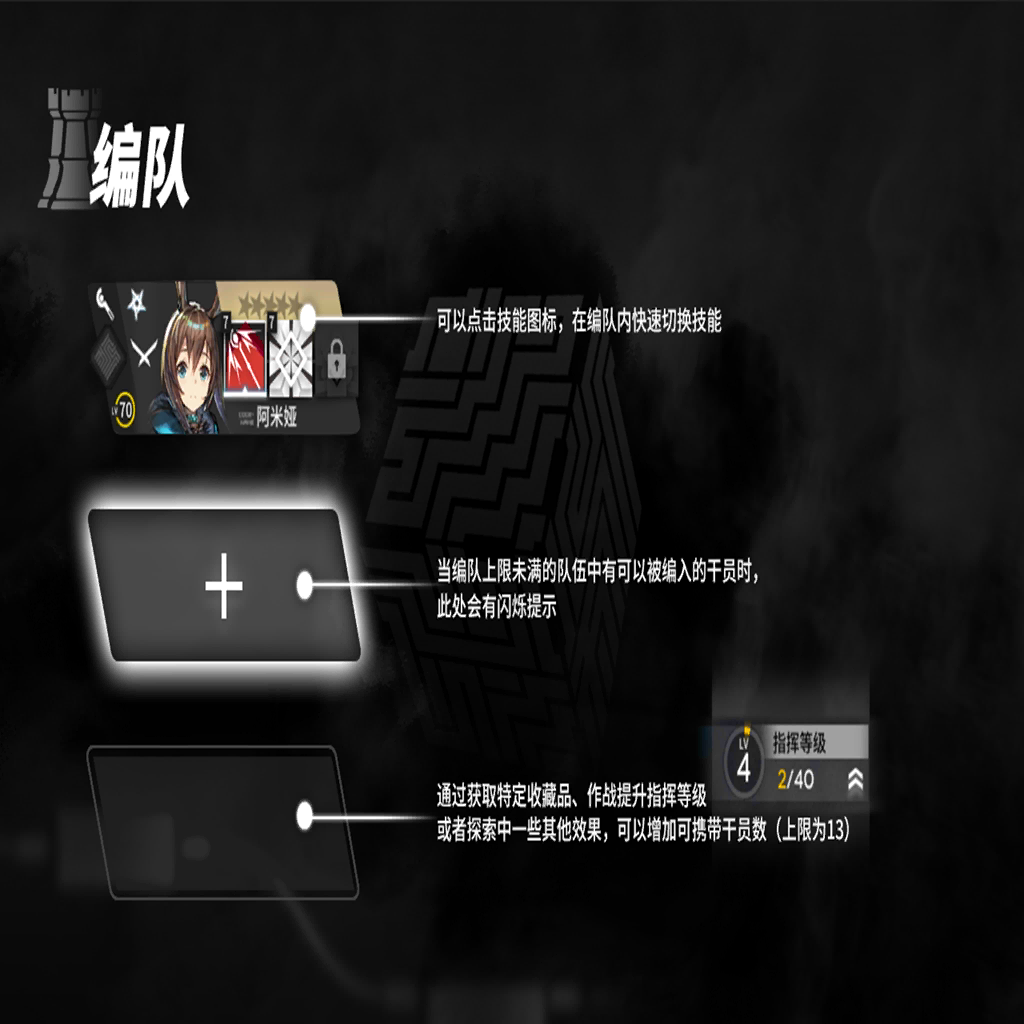 编队
可以点击技能图标，在编队内快速切换技能
7
7
LV 70
阿米娅
当编队上限未满的队伍中有可以被编入的干员时，
此处会有闪烁提示
LV
4
指挥等级
2/40
通过获取特定收藏品、作战提升指挥等级
或者探索中一些其他效果，可以增加可携带干员数（上限为13）